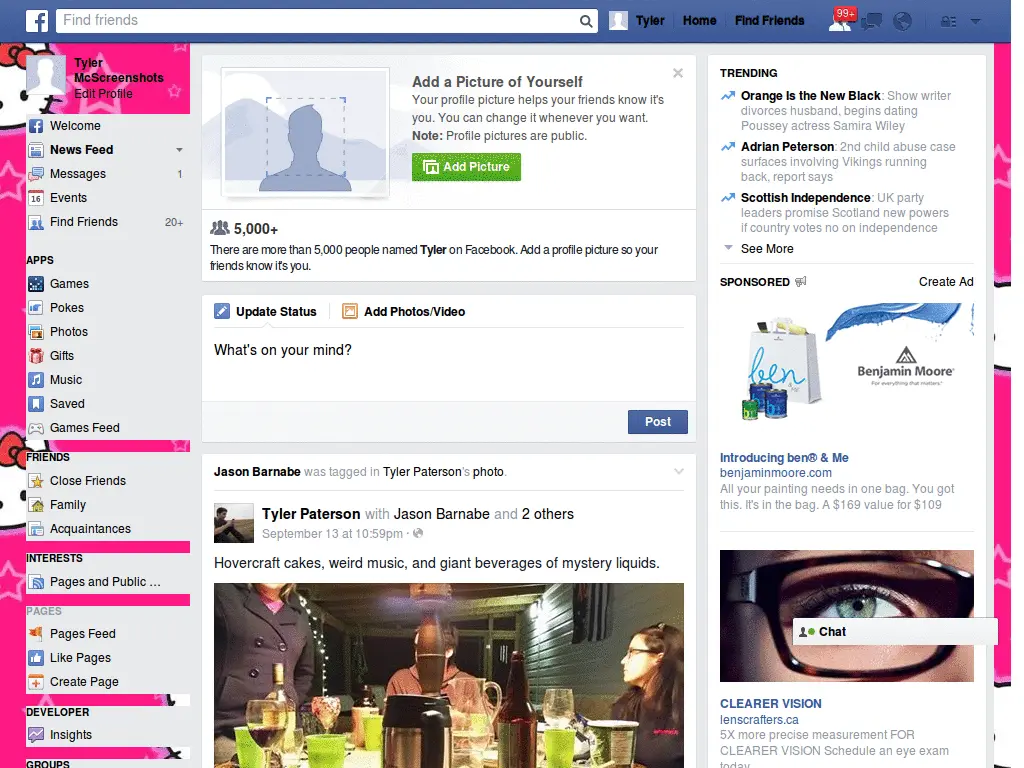 Find friends
Tyler
Home
Find Friends
99+
Tyler
McScreenshots
Edit Profile
Welcome
News Feed
Messages 1
16 Events
Find Friends 20+
APPS
Games
Pokes
Photos
Gifts
Music
Saved
Games Feed
FRIENDS
Close Friends
Family
Acquaintances
INTERESTS
Pages and Public ...
PAGES
Pages Feed
Like Pages
Create Page
DEVELOPER
Insights
GROUPS
Add a Picture of Yourself
Your profile picture helps your friends know it's
you. You can change it whenever you want.
Note: Profile pictures are public.
Add Picture
5,000+
There are more than 5,000 people named Tyler on Facebook. Add a profile picture so your
friends know it's you.
Update Status
Add Photos/Video
What's on your mind?
Post
Jason Barnabe was tagged in Tyler Paterson's photo.
Tyler Paterson with Jason Barnabe and 2 others
September 13 at 10:59pm ·
Hovercraft cakes, weird music, and giant beverages of mystery liquids.
TRENDING
Orange Is the New Black: Show writer
divorces husband, begins dating
Poussey actress Samira Wiley
Adrian Peterson: 2nd child abuse case
surfaces involving Vikings running
back, report says
Scottish Independence: UK party
leaders promise Scotland new powers
if country votes no on independence
See More
SPONSORED
Create Ad
ben
Benjamin Moore®
For everything that matters.®
Introducing ben® & Me
benjaminmoore.com
All your painting needs in one bag. You got
this. It's in the bag. A $169 value for $109
Chat
CLEARER VISION
lenscrafters.ca
5X more precise measurement FOR
CLEARER VISION Schedule an eye exam
today